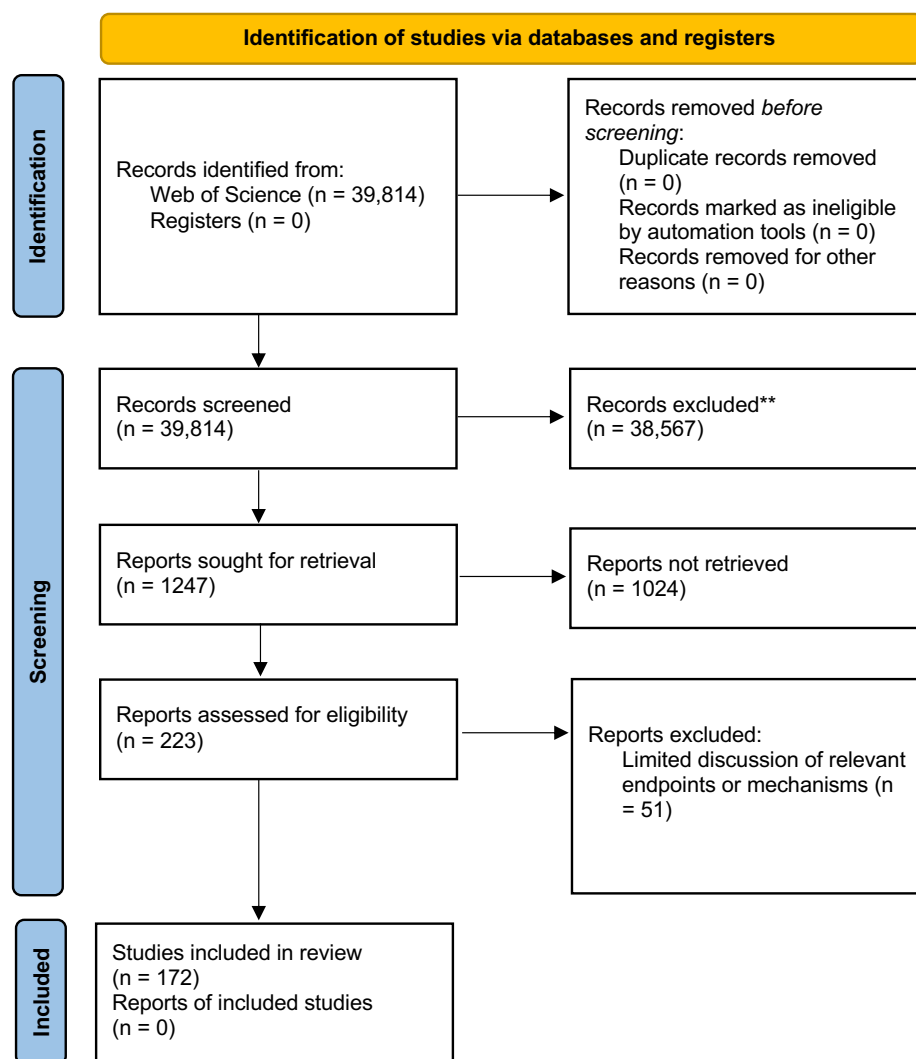 Identification of studies via databases and registers
Identification
Records identified from:
Web of Science (n = 39,814)
Registers (n = 0)
Records removed before
screening:
Duplicate records removed
(n = 0)
Records marked as ineligible
by automation tools (n = 0)
Records removed for other
reasons (n = 0)
Screening
Records screened
(n = 39,814)
Records excluded**
(n = 38,567)
Reports sought for retrieval
(n = 1247)
Reports not retrieved
(n = 1024)
Reports assessed for eligibility
(n = 223)
Reports excluded:
Limited discussion of relevant
endpoints or mechanisms (n
= 51)
Included
Studies included in review
(n = 172)
Reports of included studies
(n = 0)